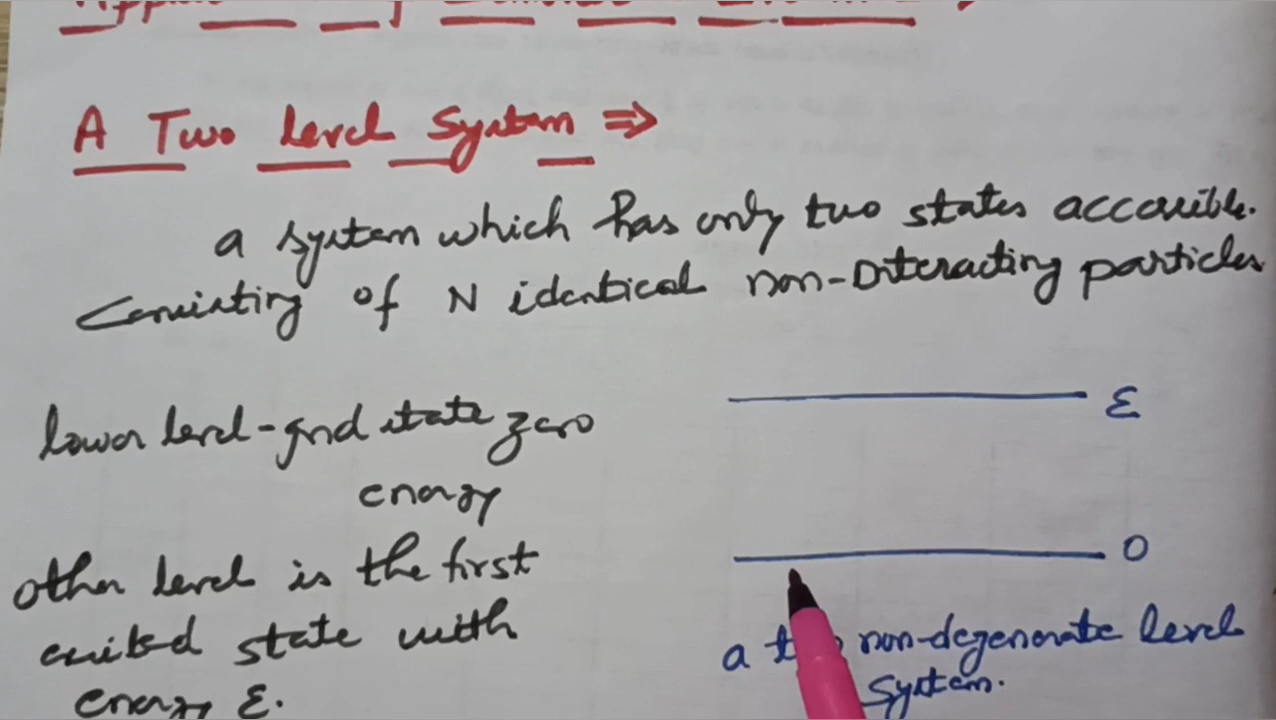 A Two Level System ⇒
a system which has only two states accessible.
Consisting of N identical non-interacting particles
lower level-gnd state zero
energy
other level is the first
excited state with
energy ε.
ε
0
a non-degenerate level
system.